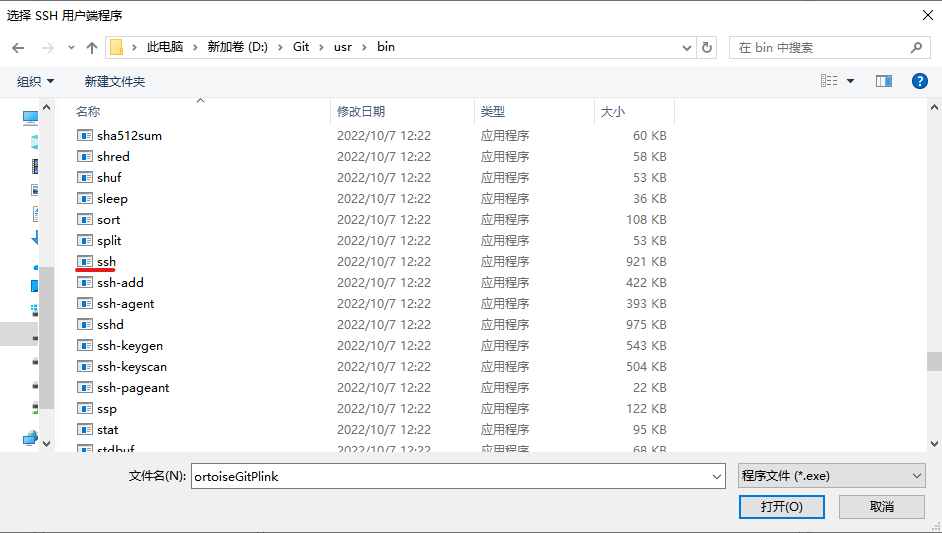 选择 SSH 用户端程序
此电脑 新加卷 (D:) Git usr bin 在 bin 中搜索
组织 新建文件夹
名称 修改日期 类型 大小
sha512sum 2022/10/7 12:22 应用程序 60 KB
shred 2022/10/7 12:22 应用程序 58 KB
shuf 2022/10/7 12:22 应用程序 53 KB
sleep 2022/10/7 12:22 应用程序 36 KB
sort 2022/10/7 12:22 应用程序 108 KB
split 2022/10/7 12:22 应用程序 53 KB
ssh 2022/10/7 12:22 应用程序 921 KB
ssh-add 2022/10/7 12:22 应用程序 422 KB
ssh-agent 2022/10/7 12:22 应用程序 393 KB
sshd 2022/10/7 12:22 应用程序 975 KB
ssh-keygen 2022/10/7 12:22 应用程序 543 KB
ssh-keyscan 2022/10/7 12:22 应用程序 504 KB
ssh-pageant 2022/10/7 12:22 应用程序 22 KB
ssp 2022/10/7 12:22 应用程序 122 KB
stat 2022/10/7 12:22 应用程序 95 KB
stdbuf 2022/10/7 12:22 应用程序 68 KB
文件名(N): ortoiseGitPlink 程序文件 (*.exe)
打开(O) 取消